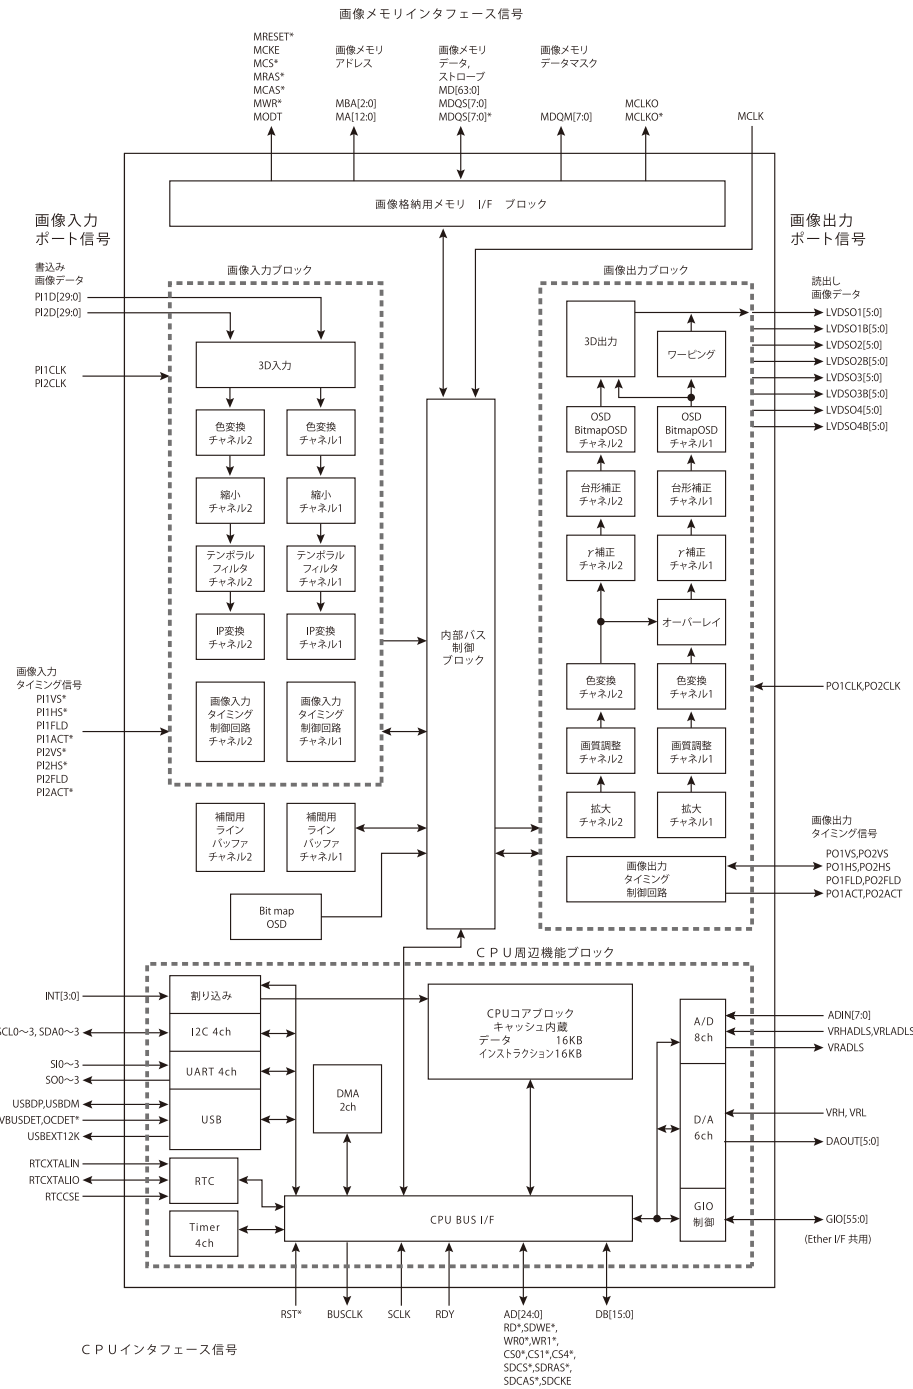 画像メモリインタフェース信号
MRESET*
MCKE
MCS*
MRAS*
MCAS*
MWR*
MODT
画像メモリ
アドレス
MBA[2:0]
MA[12:0]
画像メモリ
データ,
ストローブ
MD[63:0]
MDQS[7:0]
MDQS[7:0]*
画像メモリ
データマスク
MDQM[7:0]
MCLKO
MCLKO*
MCLK
画像格納用メモリ I/F ブロック
画像入力
ポート信号
書込み
画像データ
PI1D[29:0]
PI2D[29:0]
PI1CLK
PI2CLK
画像入力
タイミング信号
PI1VS*
PI1HS*
PI1FLD
PI1ACT*
PI2VS*
PI2HS*
PI2FLD
PI2ACT*
画像入力ブロック
3D入力
色変換
チャネル2
色変換
チャネル1
縮小
チャネル2
縮小
チャネル1
テンポラル
フィルタ
チャネル2
テンポラル
フィルタ
チャネル1
IP変換
チャネル2
IP変換
チャネル1
画像入力
タイミング
制御回路
チャネル2
画像入力
タイミング
制御回路
チャネル1
補間用
ライン
バッファ
チャネル2
補間用
ライン
バッファ
チャネル1
Bit map
OSD
内部バス
制御
ブロック
画像出力ブロック
3D出力
ワーピング
OSD
BitmapOSD
チャネル2
OSD
BitmapOSD
チャネル1
台形補正
チャネル2
台形補正
チャネル1
γ補正
チャネル2
γ補正
チャネル1
オーバーレイ
色変換
チャネル2
色変換
チャネル1
画質調整
チャネル2
画質調整
チャネル1
拡大
チャネル2
拡大
チャネル1
画像出力
タイミング
制御回路
画像出力
ポート信号
読出し
画像データ
LVDSO1[5:0]
LVDSO1B[5:0]
LVDSO2[5:0]
LVDSO2B[5:0]
LVDSO3[5:0]
LVDSO3B[5:0]
LVDSO4[5:0]
LVDSO4B[5:0]
PO1CLK,PO2CLK
画像出力
タイミング信号
PO1VS,PO2VS
PO1HS,PO2HS
PO1FLD,PO2FLD
PO1ACT,PO2ACT
CPU周辺機能ブロック
INT[3:0]
SCL0〜3, SDA0〜3
SI0〜3
SO0〜3
USBDP,USBDM
VBUSDET,OCDET*
USBEXT12K
RTCXTALIN
RTCXTALIO
RTCCSE
割り込み
I2C 4ch
UART 4ch
USB
RTC
Timer
4ch
DMA
2ch
CPUコアブロック
キャッシュ内蔵
データ 16KB
インストラクション16KB
CPU BUS I/F
A/D
8ch
D/A
6ch
GIO
制御
ADIN[7:0]
VRHADLS,VRLADLS
VRADLS
VRH, VRL
DAOUT[5:0]
GIO[55:0]
(Ether I/F 共用)
RST*
BUSCLK
SCLK
RDY
AD[24:0]
RD*,SDWE*,
WR0*,WR1*,
CS0*,CS1*,CS4*,
SDCS*,SDRAS*,
SDCAS*,SDCKE
DB[15:0]
CPUインタフェース信号